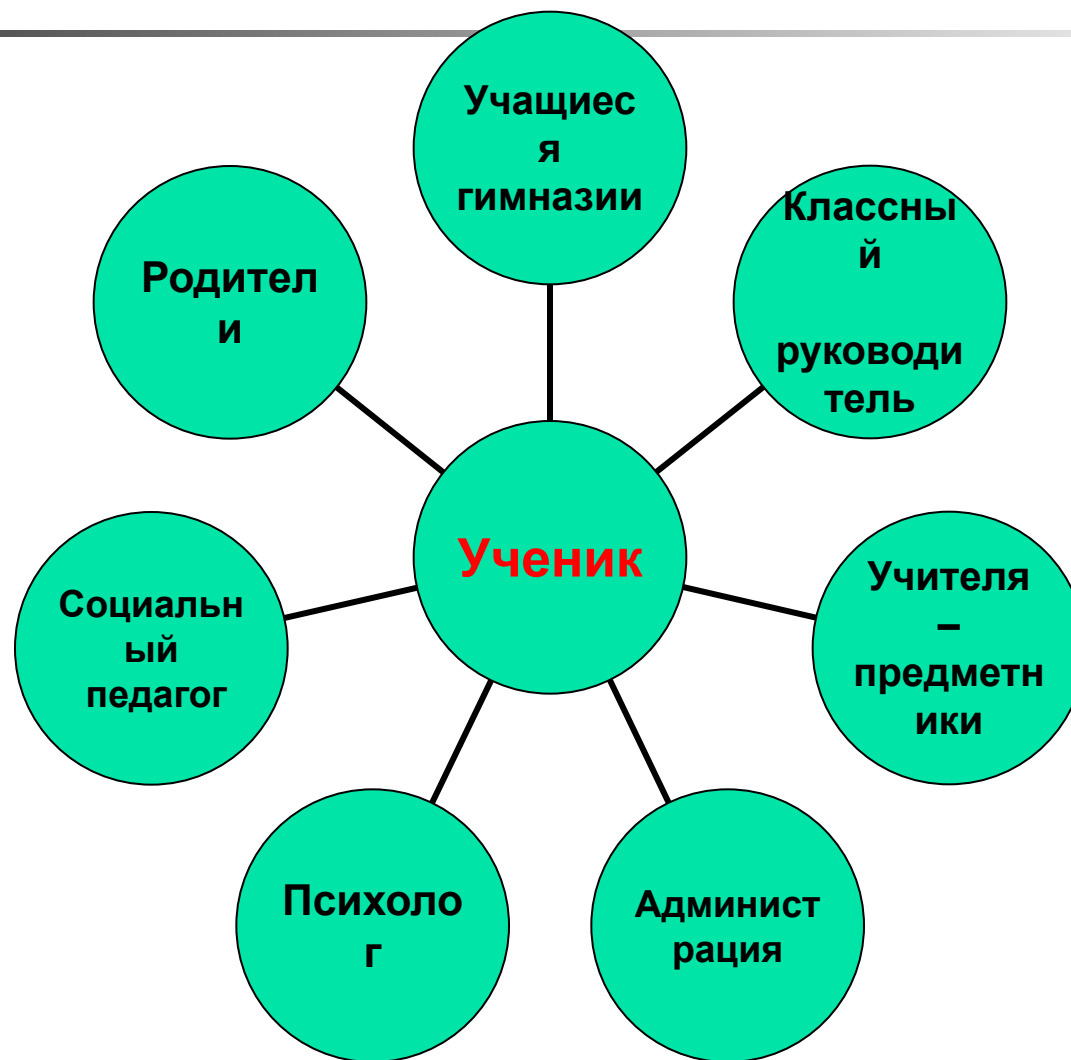 Учащиес
я
гимназии
Классны
й
руководи
тель
Родител
и
Ученик
Учителя
–
предметн
ики
Социальн
ый
педагог
Психоло
г
Админист
рация